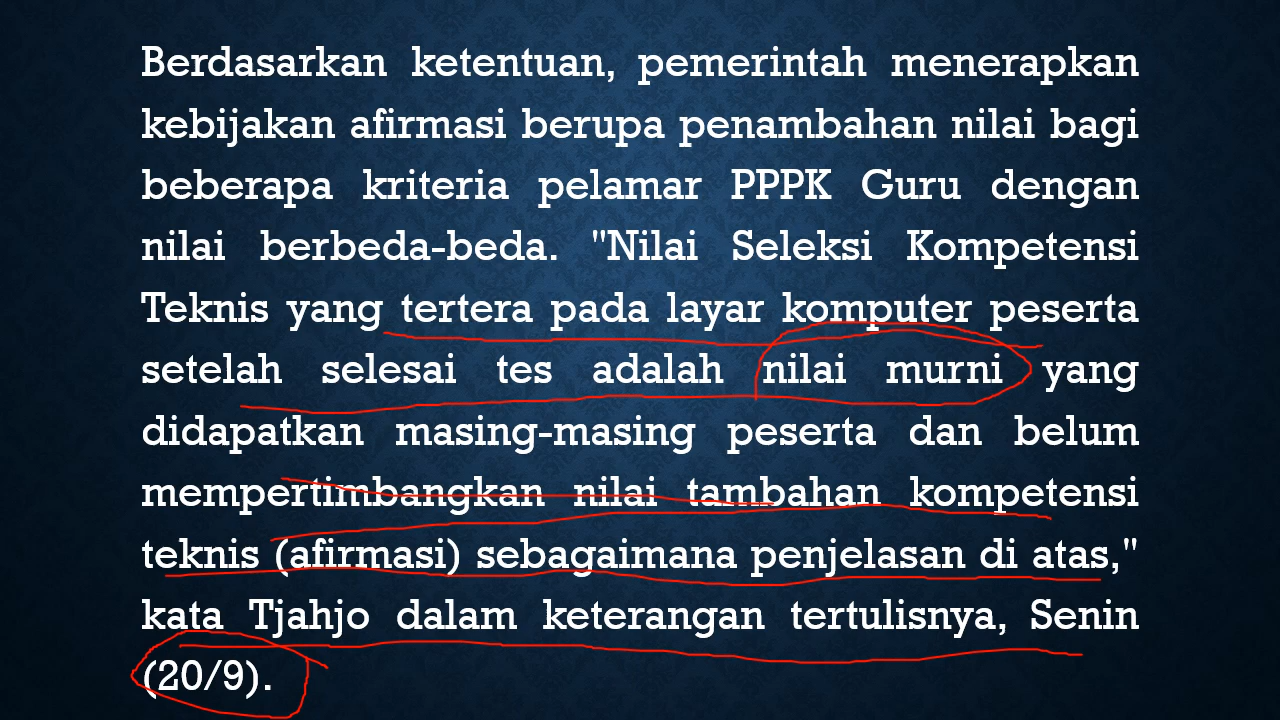 Berdasarkan ketentuan, pemerintah menerapkan
kebijakan afirmasi berupa penambahan nilai bagi
beberapa kriteria pelamar PPPK Guru dengan
nilai berbeda-beda. "Nilai Seleksi Kompetensi
Teknis yang tertera pada layar komputer peserta
setelah selesai tes adalah nilai murni yang
didapatkan masing-masing peserta dan belum
mempertimbangkan nilai tambahan kompetensi
teknis (afirmasi) sebagaimana penjelasan di atas,"
kata Tjahjo dalam keterangan tertulisnya, Senin
(20/9).